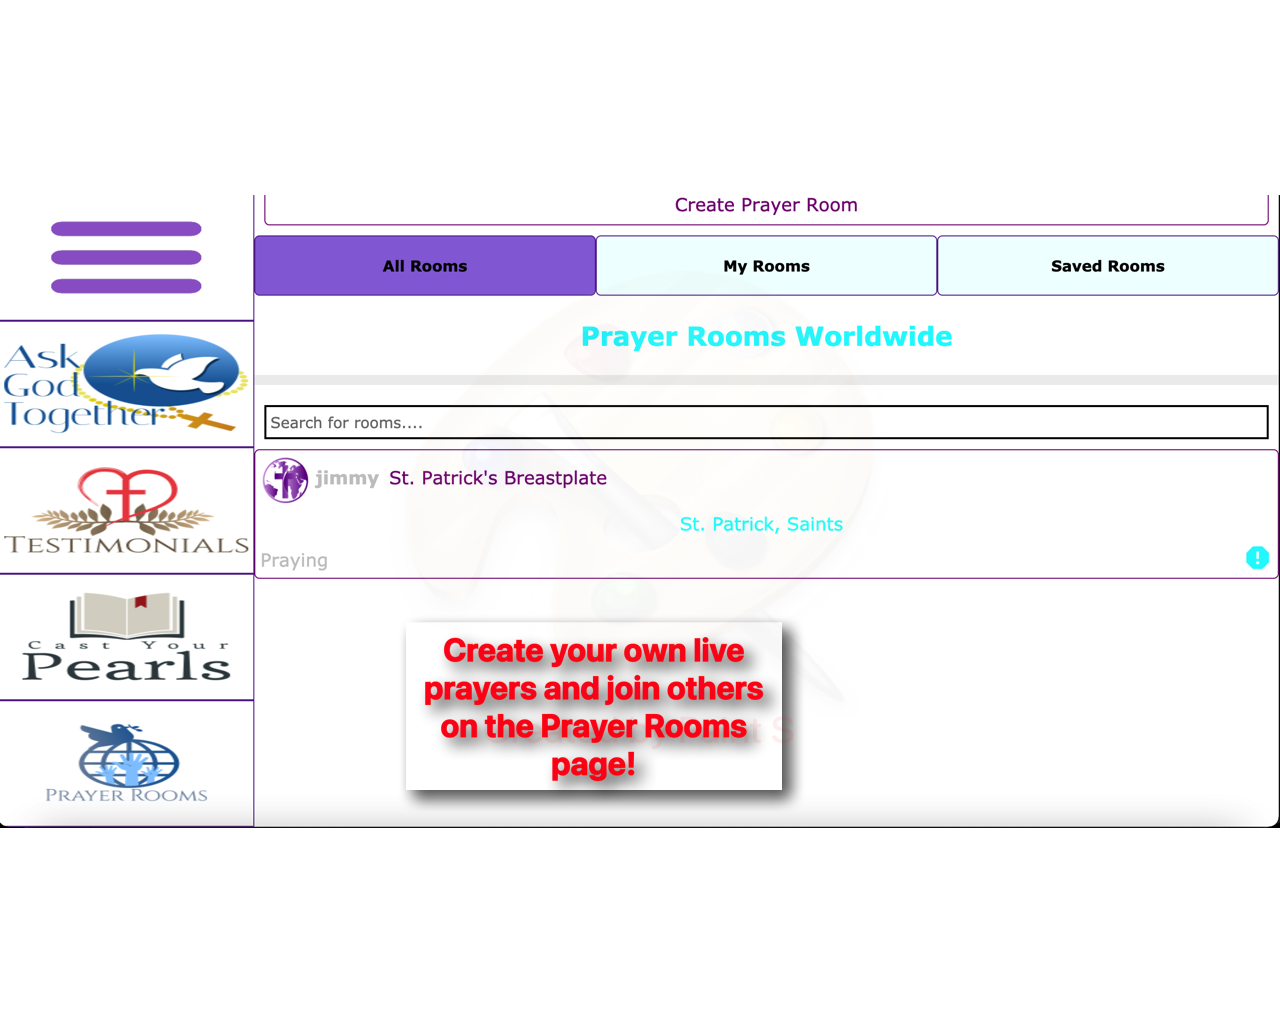 Create Prayer Room
All Rooms
My Rooms
Saved Rooms
Prayer Rooms Worldwide
Search for rooms....
jimmy St. Patrick's Breastplate
St. Patrick, Saints
Praying
Ask
God
Together
TESTIMONIALS
Cast Your
Pearls
PRAYER ROOMS
Create your own live
prayers and join others
on the Prayer Rooms
page!